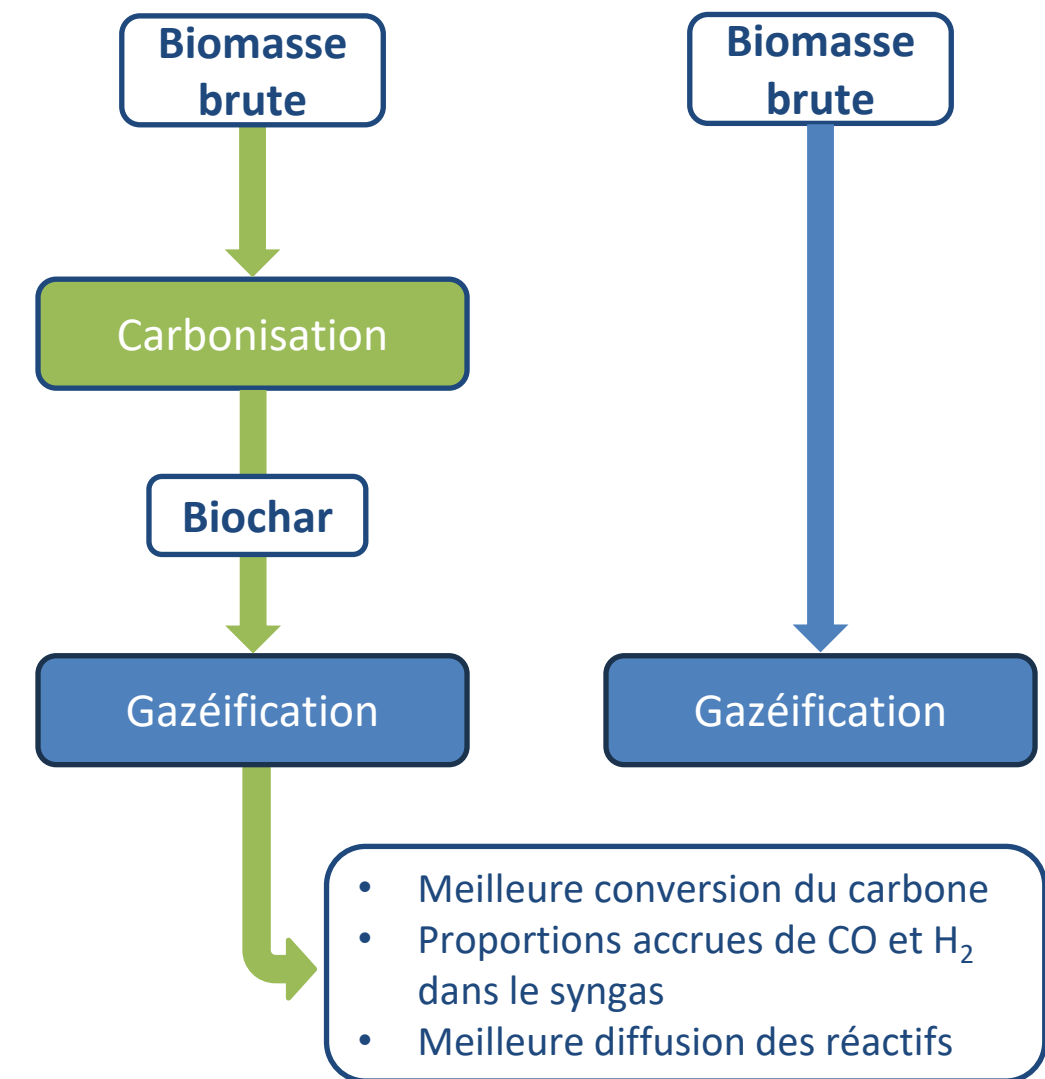 Biomasse
brute
Carbonisation
Biochar
Gazéification
Biomasse
brute
Gazéification
• Meilleure conversion du carbone
• Proportions accrues de CO et H₂
dans le syngas
• Meilleure diffusion des réactifs